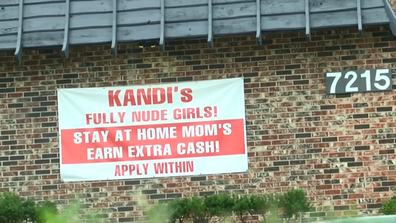 KANDI'S
FULLY NUDE GIRLS!
STAY AT HOME MOM'S
EARN EXTRA CASH!
APPLY WITHIN
7215